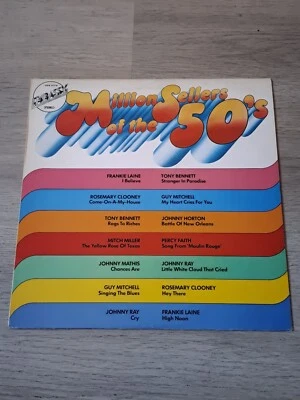 Million Sellers
of the 50's
FRANKIE LAINE
I Believe
TONY BENNETT
Stranger In Paradise
ROSEMARY CLOONEY
Come-On-A-My-House
GUY MITCHELL
My Heart Cries For You
TONY BENNETT
Rags To Riches
JOHNNY HORTON
Battle Of New Orleans
MITCH MILLER
The Yellow Rose Of Texas
PERCY FAITH
Song From 'Moulin Rouge'
JOHNNY MATHIS
Chances Are
JOHNNY RAY
Little White Cloud That Cried
GUY MITCHELL
Singing The Blues
ROSEMARY CLOONEY
Hey There
JOHNNY RAY
Cry
FRANKIE LAINE
High Noon